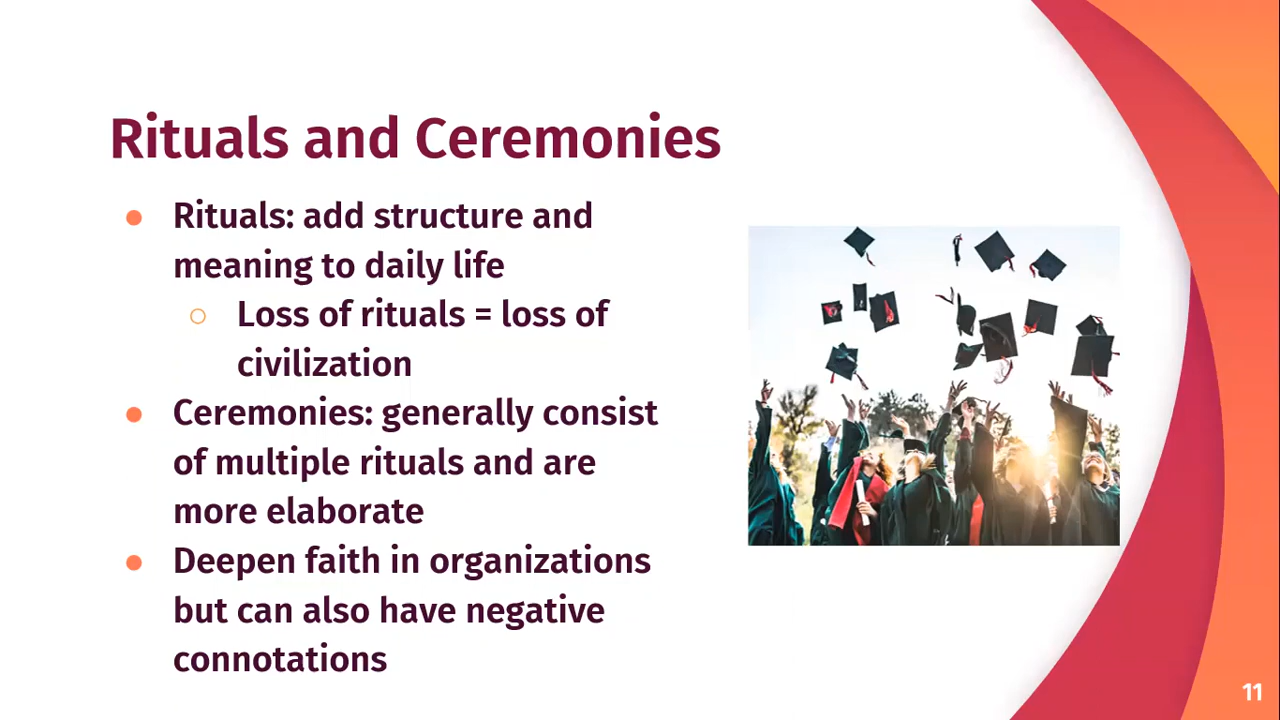 Rituals and Ceremonies
● Rituals: add structure and
meaning to daily life
○ Loss of rituals = loss of
civilization
● Ceremonies: generally consist
of multiple rituals and are
more elaborate
● Deepen faith in organizations
but can also have negative
connotations
11